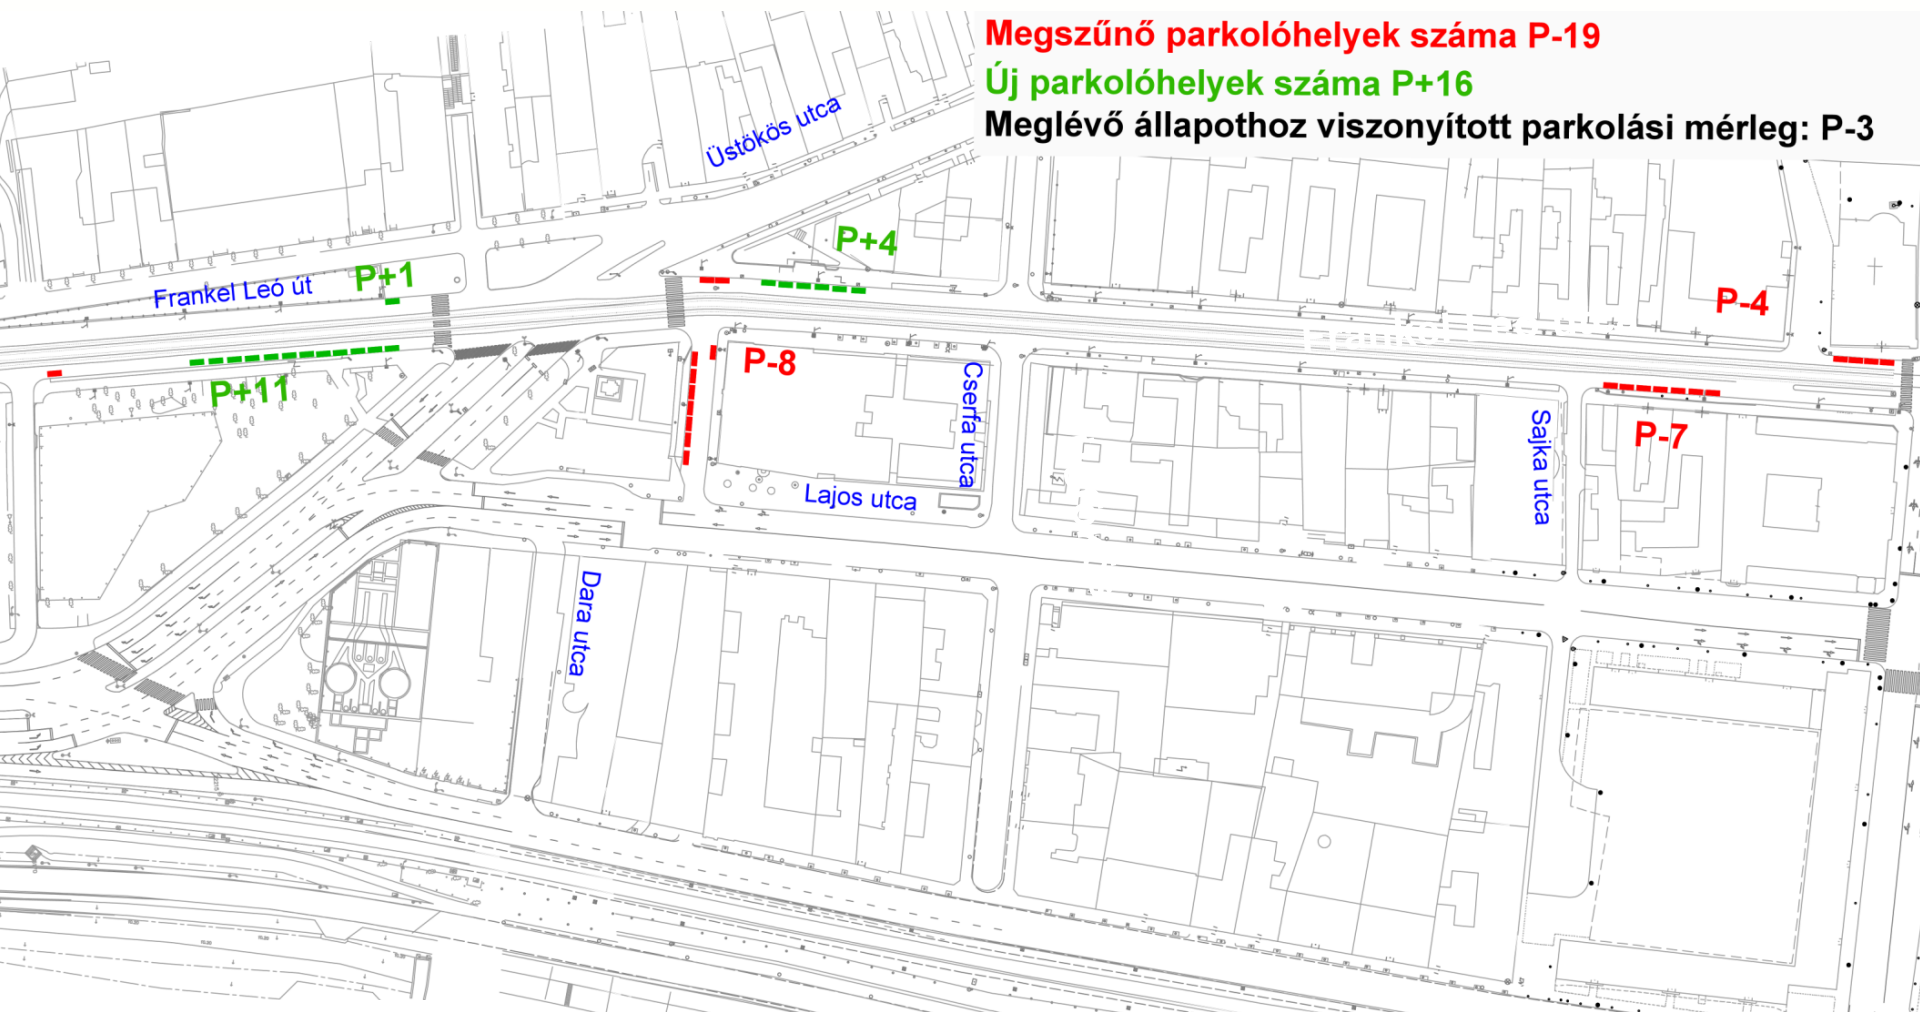 Megszűnő parkolóhelyek száma P-19
Új parkolóhelyek száma P+16
Meglévő állapothoz viszonyított parkolási mérleg: P-3
Üstökös utca
P+4
P+1
Frankel Leó út
P-4
P+11
P-8
Cserfa utca
Sajka utca
P-7
Lajos utca
Dara utca